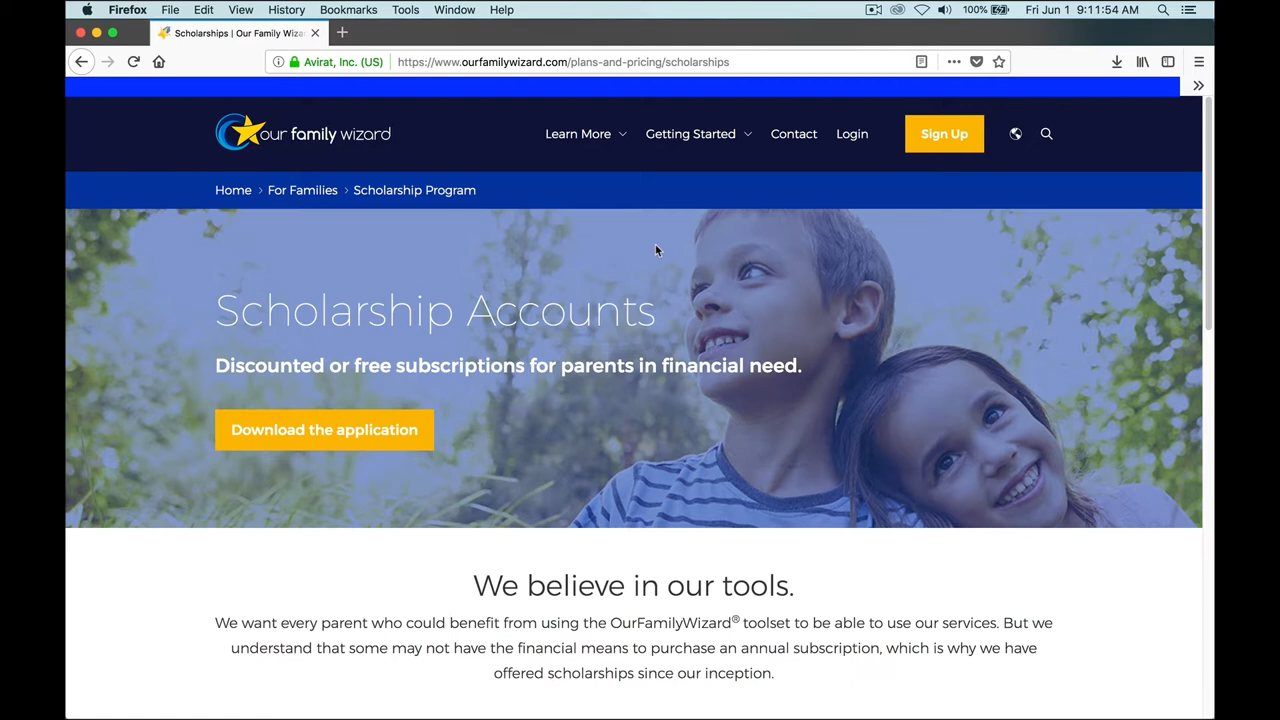 Firefox File Edit View History Bookmarks Tools Window Help 100% Fri Jun 1 9:11:54 AM
Scholarships | Our Family Wiza
Avirat, Inc. (US) https://www.ourfamilywizard.com/plans-and-pricing/scholarships
our family wizard Learn More Getting Started Contact Login Sign Up
Home > For Families > Scholarship Program
Scholarship Accounts
Discounted or free subscriptions for parents in financial need.
Download the application
We believe in our tools.
We want every parent who could benefit from using the OurFamilyWizard® toolset to be able to use our services. But we
understand that some may not have the financial means to purchase an annual subscription, which is why we have
offered scholarships since our inception.